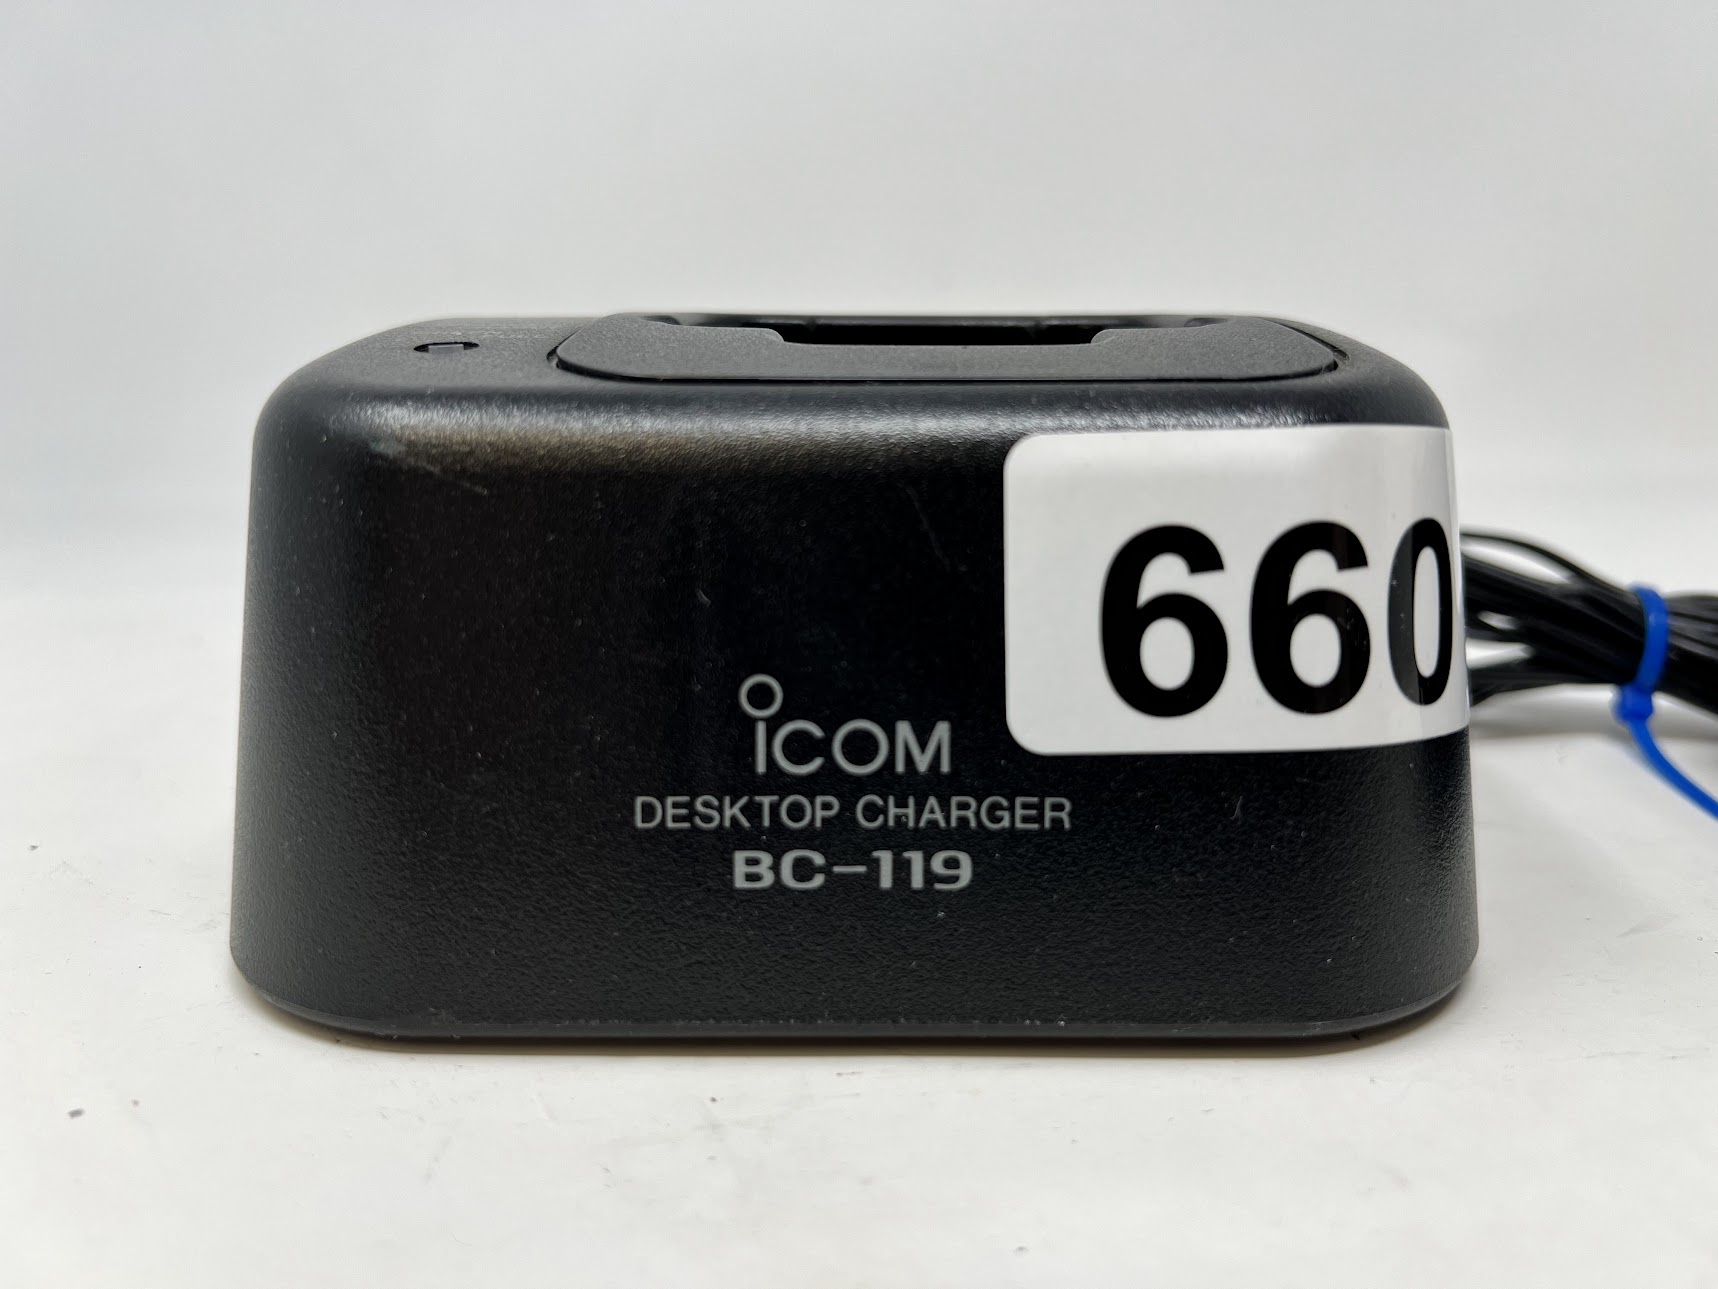 660
iCOM
DESKTOP CHARGER
BC-119